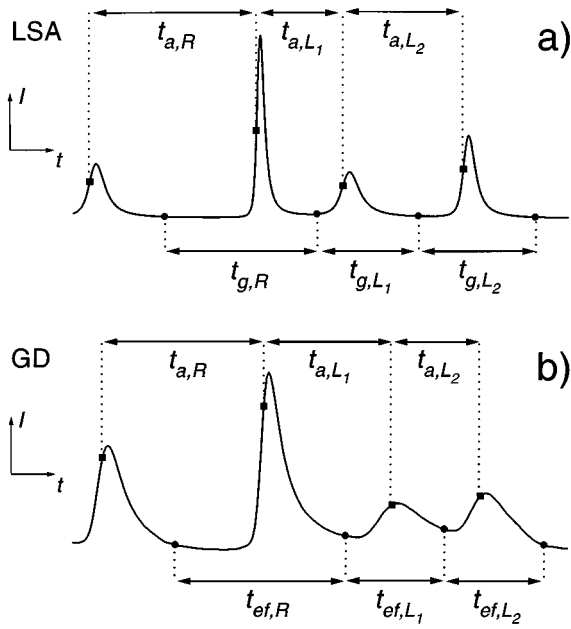 LSA t_{a,R} t_{a,L_1} t_{a,L_2} a)
I
t
t_{g,R} t_{g,L_1} t_{g,L_2}
GD t_{a,R} t_{a,L_1} t_{a,L_2} b)
I
t
t_{ef,R} t_{ef,L_1} t_{ef,L_2}